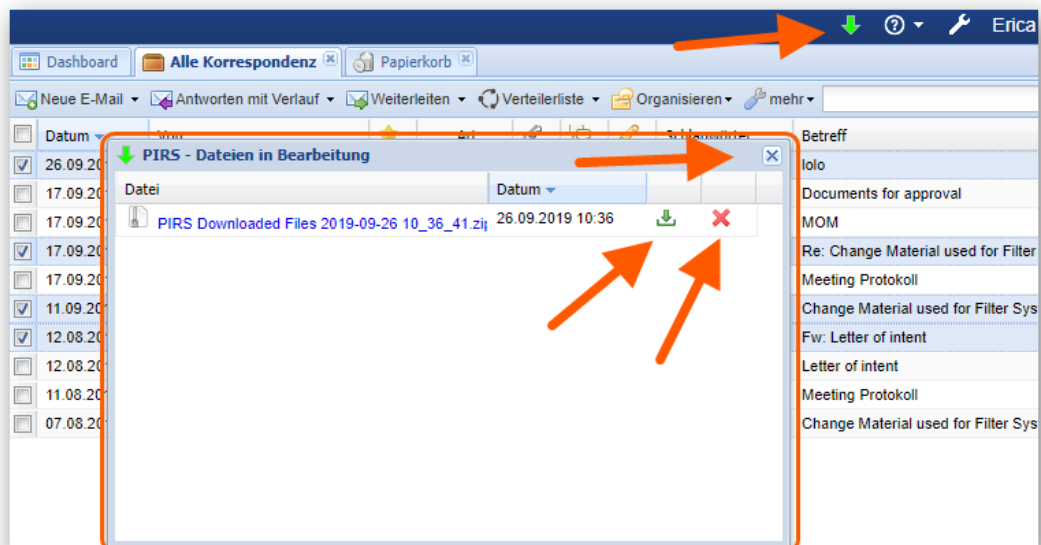 Erica
Dashboard Alle Korrespondenz Papierkorb
Neue E-Mail Antworten mit Verlauf Weiterleiten Verteilerliste Organisieren mehr
Datum Betreff
PIRS - Dateien in Bearbeitung
Datei Datum
PIRS Downloaded Files 2019-09-26 10_36_41.zip 26.09.2019 10:36
26.09.20 lolo
17.09.20 Documents for approval
17.09.20 MOM
17.09.20 Re: Change Material used for Filter
17.09.20 Meeting Protokoll
11.09.20 Change Material used for Filter Sys
12.08.20 Fw: Letter of intent
12.08.20 Letter of intent
11.08.20 Meeting Protokoll
07.08.20 Change Material used for Filter Sys